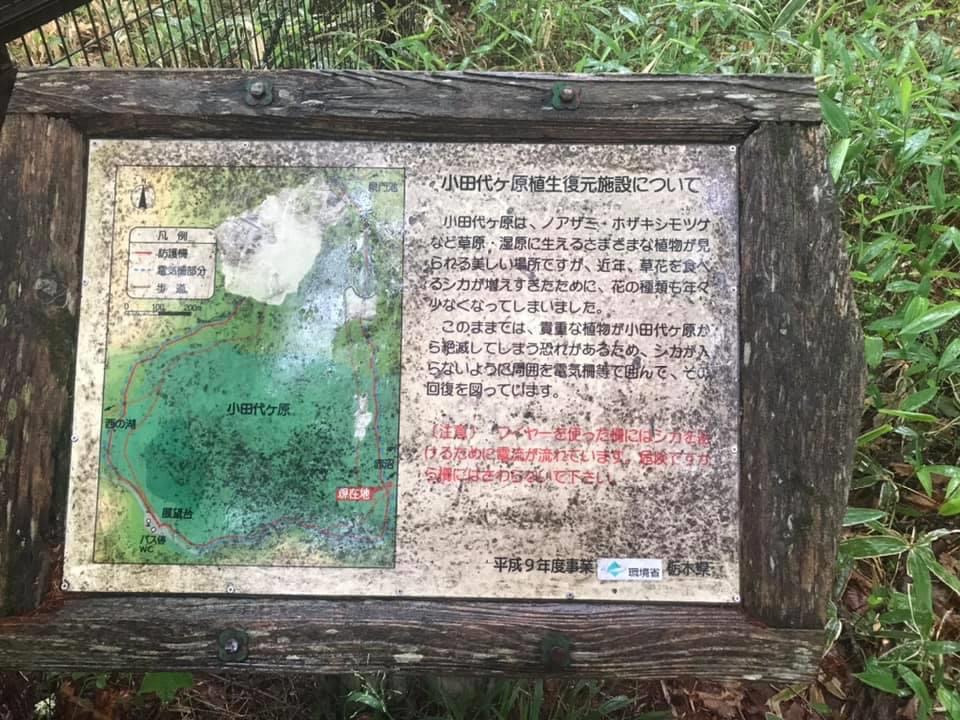 小田代ヶ原植生復元施設について
小田代ヶ原は、ノアザミ・ホザキシモツケ
など草原・湿原に生えるさまざまな植物が見
られる美しい場所ですが、近年、草花を食べ
るシカが増えすぎたために、花の種類も年々
少なくなってしまいました。
このままでは、貴重な植物が小田代ヶ原か
ら絶滅してしまう恐れがあるため、シカが入
らないように周囲を電気柵等で囲んで、その
回復を図っています。
(注意) ワイヤーを使った柵にはシカを避
けるために電流が流れています。危険ですか
ら柵にはさわらないで下さい。
平成9年度事業 環境省 栃木県
泉門池
凡例
防護柵
電気柵部分
歩道
0 100 200m
小田代ヶ原
西の湖
赤沼
現在地
展望台
バス停
WC